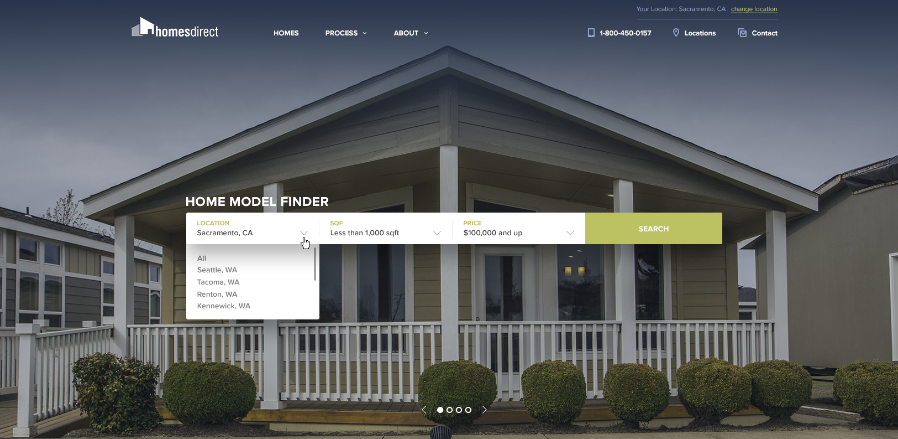 Your Location: Sacramento, CA change location
homesdirect
HOMES PROCESS ABOUT
1-800-450-0157 Locations Contact
HOME MODEL FINDER
LOCATION SQF PRICE
Sacramento, CA Less than 1,000 sqft $100,000 and up SEARCH
All
Seattle, WA
Tacoma, WA
Renton, WA
Kennewick, WA